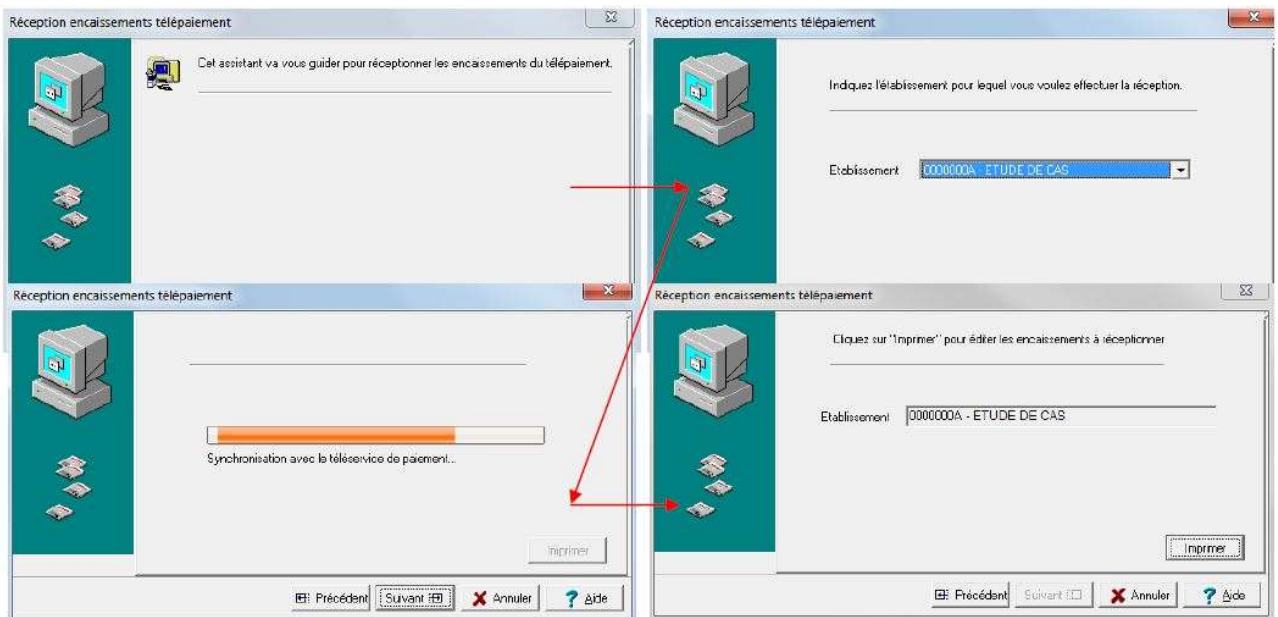 Réception encaissements télépaiement
Cet assistant va vous guider pour réceptionner les encaissements du télépaiement.
Réception encaissements télépaiement
Indiquez l'établissement pour lequel vous voulez effectuer la réception.
Etablissement 0000000A - ETUDE DE CAS
Réception encaissements télépaiement
Synchronisation avec le téléservice de paiement...
Imprimer
Précédent Suivant Annuler ? Aide
Réception encaissements télépaiement
Cliquez sur "Imprimer" pour éditer les encaissements à réceptionner
Etablissement 0000000A - ETUDE DE CAS
Imprimer
Précédent Suivant Annuler ? Aide